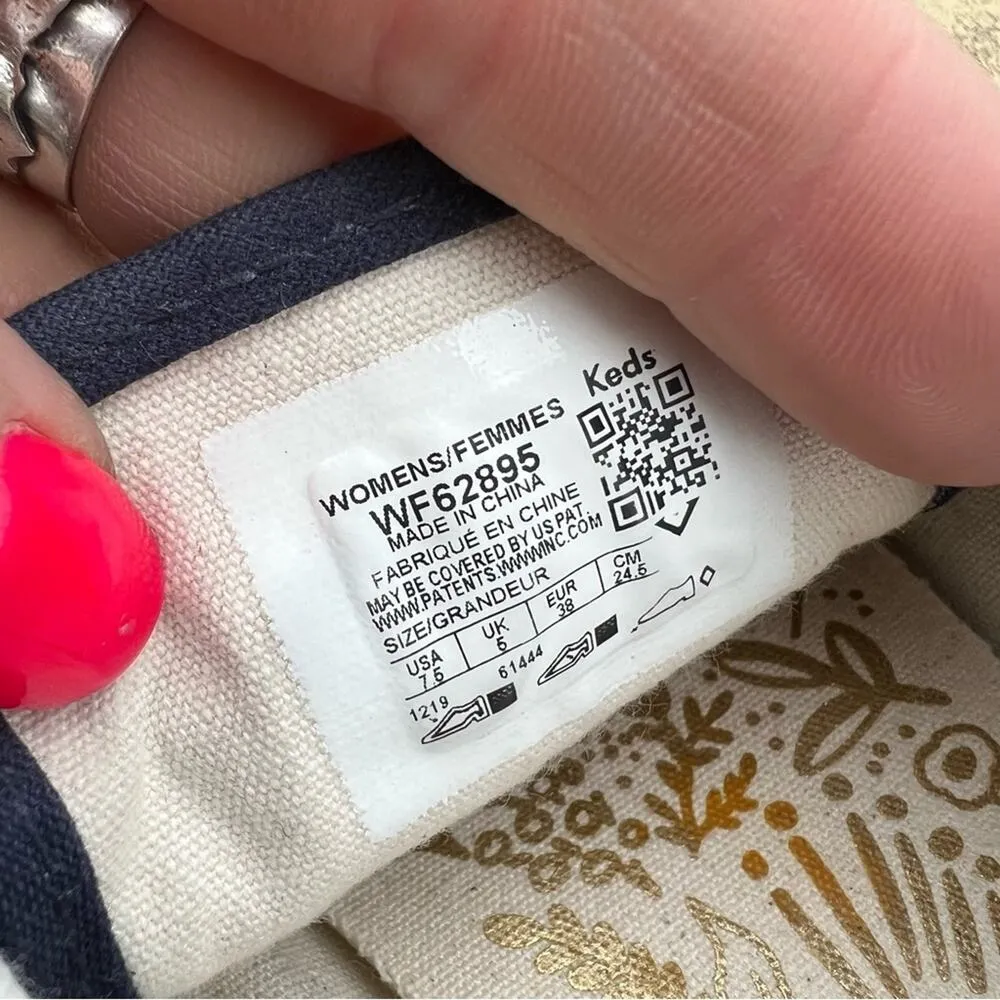 Keds
WOMENS/FEMMES
WF62895
MADE IN CHINA
FABRIQUÉ EN CHINE
MAY BE COVERED BY US PAT.
WWW.PATENTS.WWWINC.COM
SIZE/GRANDEUR
USA UK EUR CM
7.5 5 38 24.5
1219 61444